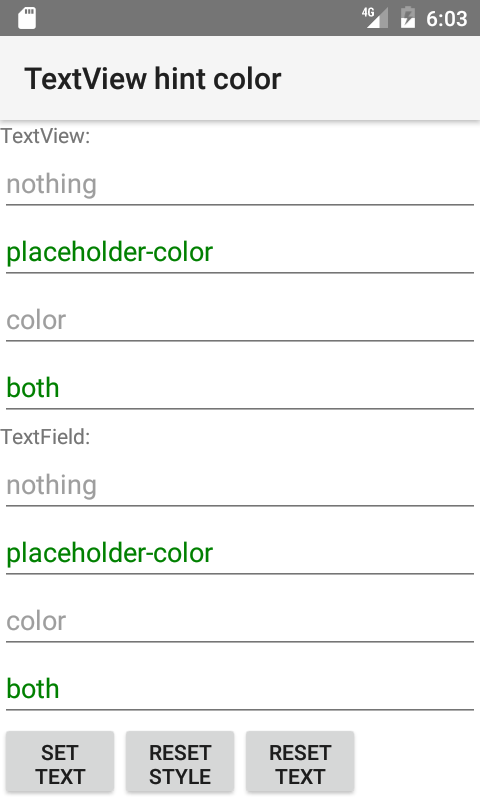 4G 6:03
TextView hint color
TextView:
nothing
placeholder-color
color
both
TextField:
nothing
placeholder-color
color
both
SET TEXT
RESET STYLE
RESET TEXT